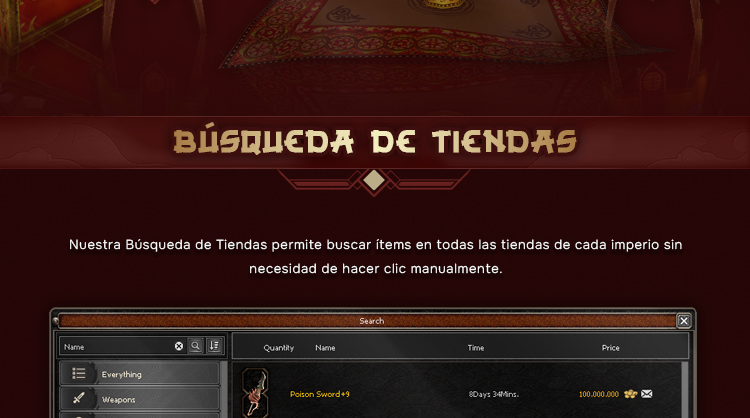 BÚSQUEDA DE TIENDAS
Nuestra Búsqueda de Tiendas permite buscar ítems en todas las tiendas de cada imperio sin
necesidad de hacer clic manualmente.
Search
Name
Quantity Name Time Price
Everything
Poison Sword+9 8Days 34Mins. 100.000.000
Weapons